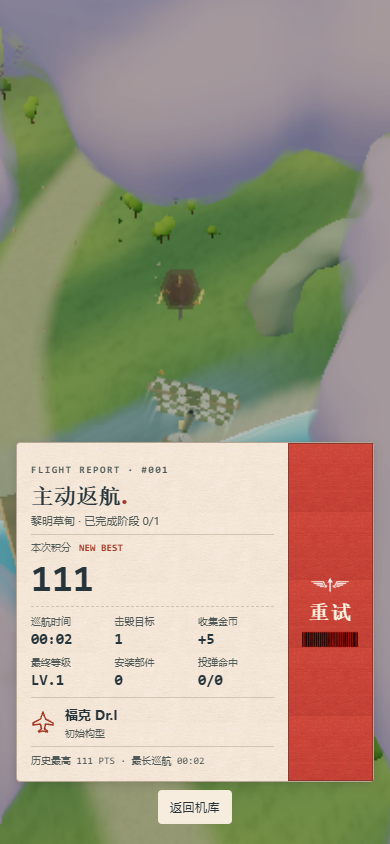 FLIGHT REPORT · #001
主动返航.
黎明草甸 · 已完成阶段 0/1
本次积分 NEW BEST
111
巡航时间 击毁目标 收集金币
00:02 1 +5
最终等级 安装部件 投弹命中
LV.1 0 0/0
福克 Dr.I
初始构型
历史最高 111 PTS · 最长巡航 00:02
重试
返回机库